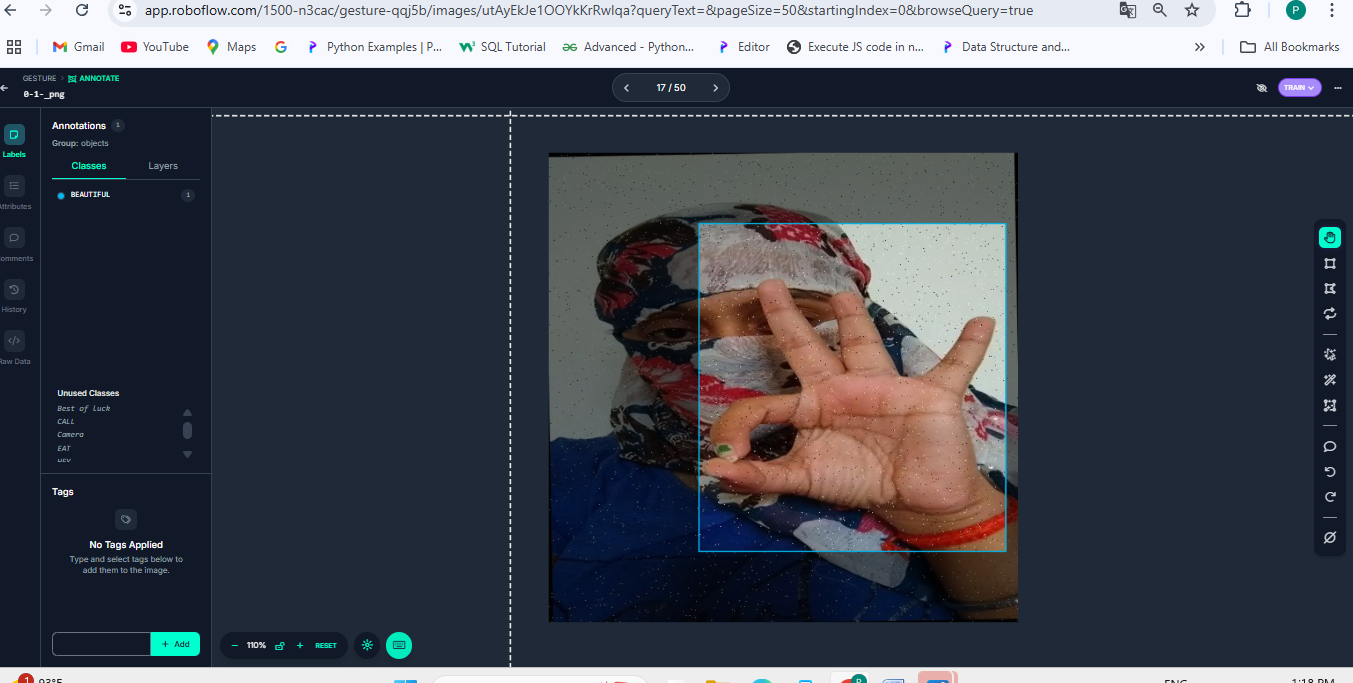 app.roboflow.com/1500-n3cac/gesture-qqj5b/images/utAyEkJe1OOYkKrRwlqa?queryText=&pageSize=50&startingIndex=0&browseQuery=true
P
Gmail YouTube Maps Python Examples | P... SQL Tutorial Advanced - Python... Editor Execute JS code in n... Data Structure and... » All Bookmarks
GESTURE > ANNOTATE
0-1-_png
17 / 50
TRAIN
Labels
Attributes
Comments
History
Raw Data
Annotations 1
Group: objects
Classes Layers
BEAUTIFUL 1
Unused Classes
Best of luck
CALL
Camera
EAT
HEY
Tags
No Tags Applied
Type and select tags below to
add them to the image.
+ Add
− 110% + RESET
1 93°F
ENG 1:18 PM